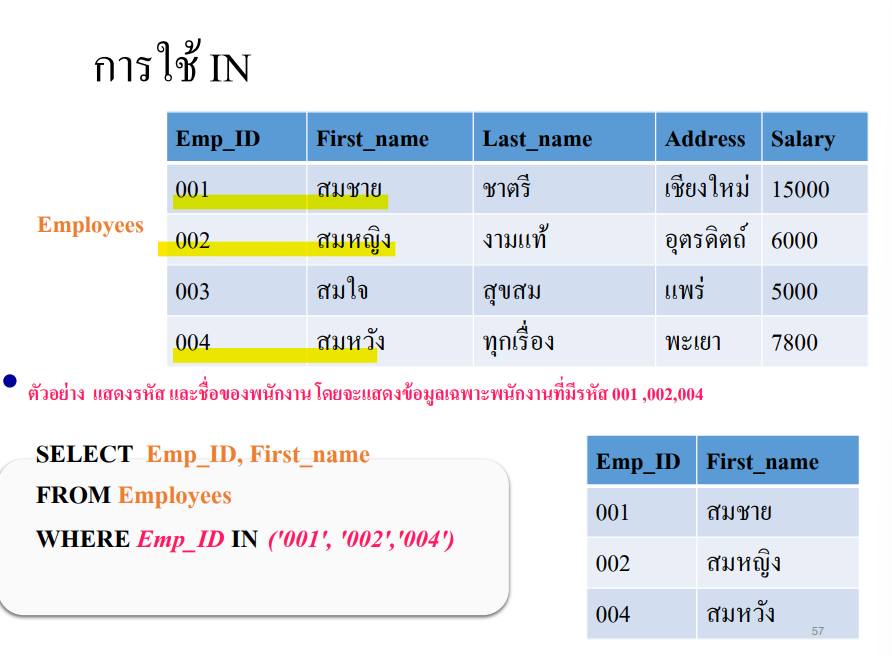 การใช้ IN
Emp_ID First_name Last_name Address Salary
001 สมชาย ชาตรี เชียงใหม่ 15000
Employees
002 สมหญิง งามแท้ อุตรดิตถ์ 6000
003 สมใจ สุขสม แพร่ 5000
004 สมหวัง ทุกเรื่อง พะเยา 7800
ตัวอย่าง แสดงรหัส และชื่อของพนักงาน โดยจะแสดงข้อมูลเฉพาะพนักงานที่มีรหัส 001 ,002,004
SELECT Emp_ID, First_name
FROM Employees
WHERE Emp_ID IN ('001', '002','004')
Emp_ID First_name
001 สมชาย
002 สมหญิง
004 สมหวัง
57